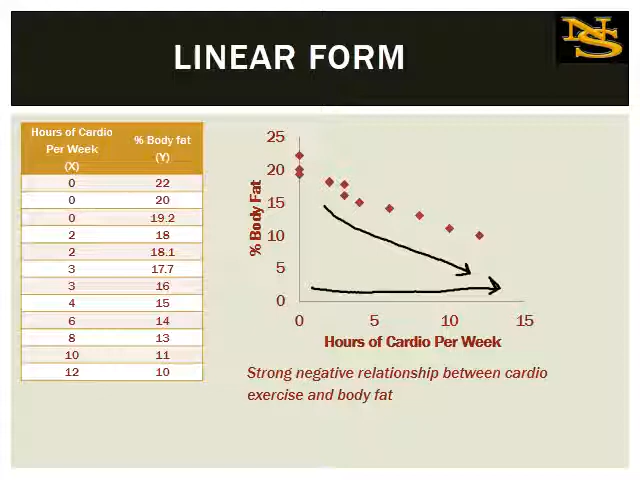 LINEAR FORM
NS
Hours of Cardio Per Week (X) % Body fat (Y)
0 22
0 20
0 19.2
2 18
2 18.1
3 17.7
3 16
4 15
6 14
8 13
10 11
12 10
25
20
15
10
5
0
% Body Fat
0 5 10 15
Hours of Cardio Per Week
Strong negative relationship between cardio
exercise and body fat